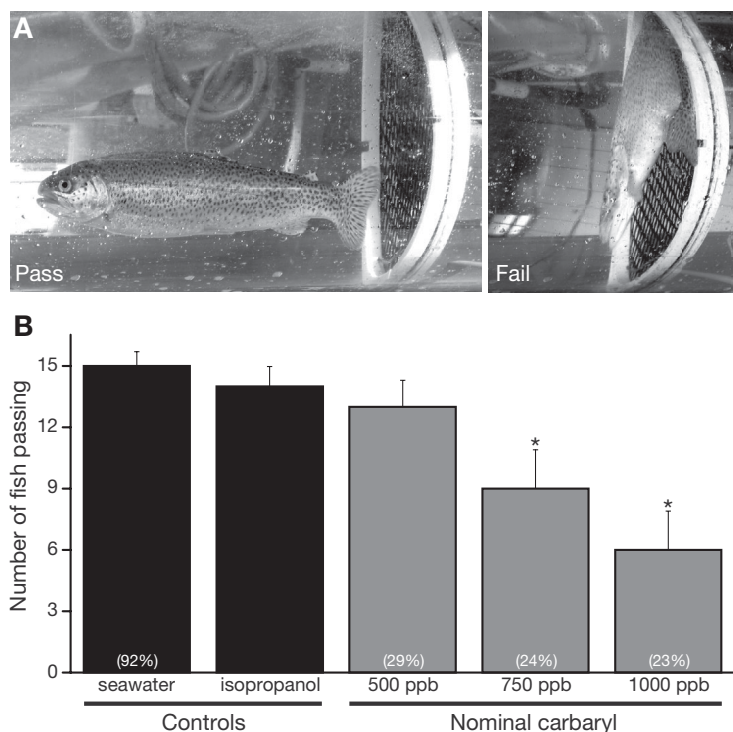 A
Pass
Fail
B
Number of fish passing
15
12
9
6
3
0
*
*
(92%)
(29%)
(24%)
(23%)
seawater
isopropanol
500 ppb
750 ppb
1000 ppb
Controls
Nominal carbaryl